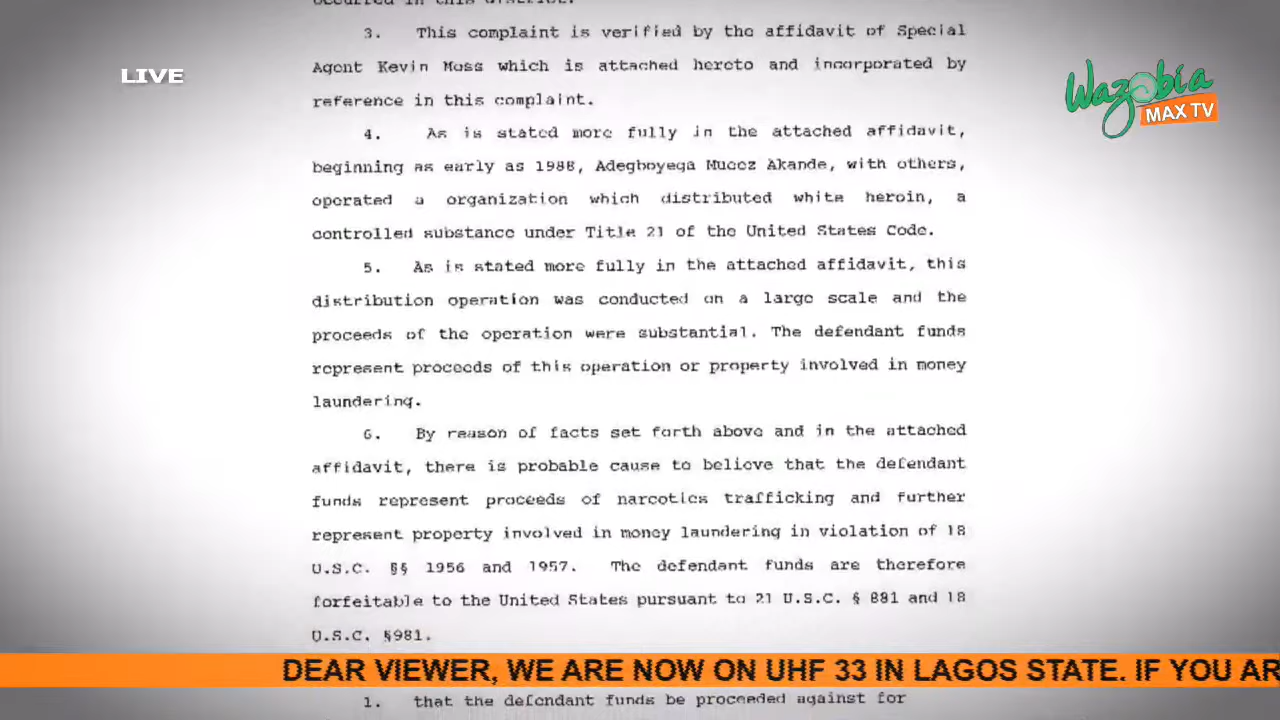 occurred in this district.
3. This complaint is verified by the affidavit of Special
Agent Kevin Moss which is attached hereto and incorporated by
reference in this complaint.
4. As is stated more fully in the attached affidavit,
beginning as early as 1988, Adegboyega Mueez Akande, with others,
operated a organization which distributed white heroin, a
controlled substance under Title 21 of the United States Code.
5. As is stated more fully in the attached affidavit, this
distribution operation was conducted on a large scale and the
proceeds of the operation were substantial. The defendant funds
represent proceeds of this operation or property involved in money
laundering.
6. By reason of facts set forth above and in the attached
affidavit, there is probable cause to believe that the defendant
funds represent proceeds of narcotics trafficking and further
represent property involved in money laundering in violation of 18
U.S.C. §§ 1956 and 1957. The defendant funds are therefore
forfeitable to the United States pursuant to 21 U.S.C. § 881 and 18
U.S.C. §981.
1. that the defendant funds be proceeded against for
LIVE
Wazobia
MAX TV
DEAR VIEWER, WE ARE NOW ON UHF 33 IN LAGOS STATE. IF YOU AR